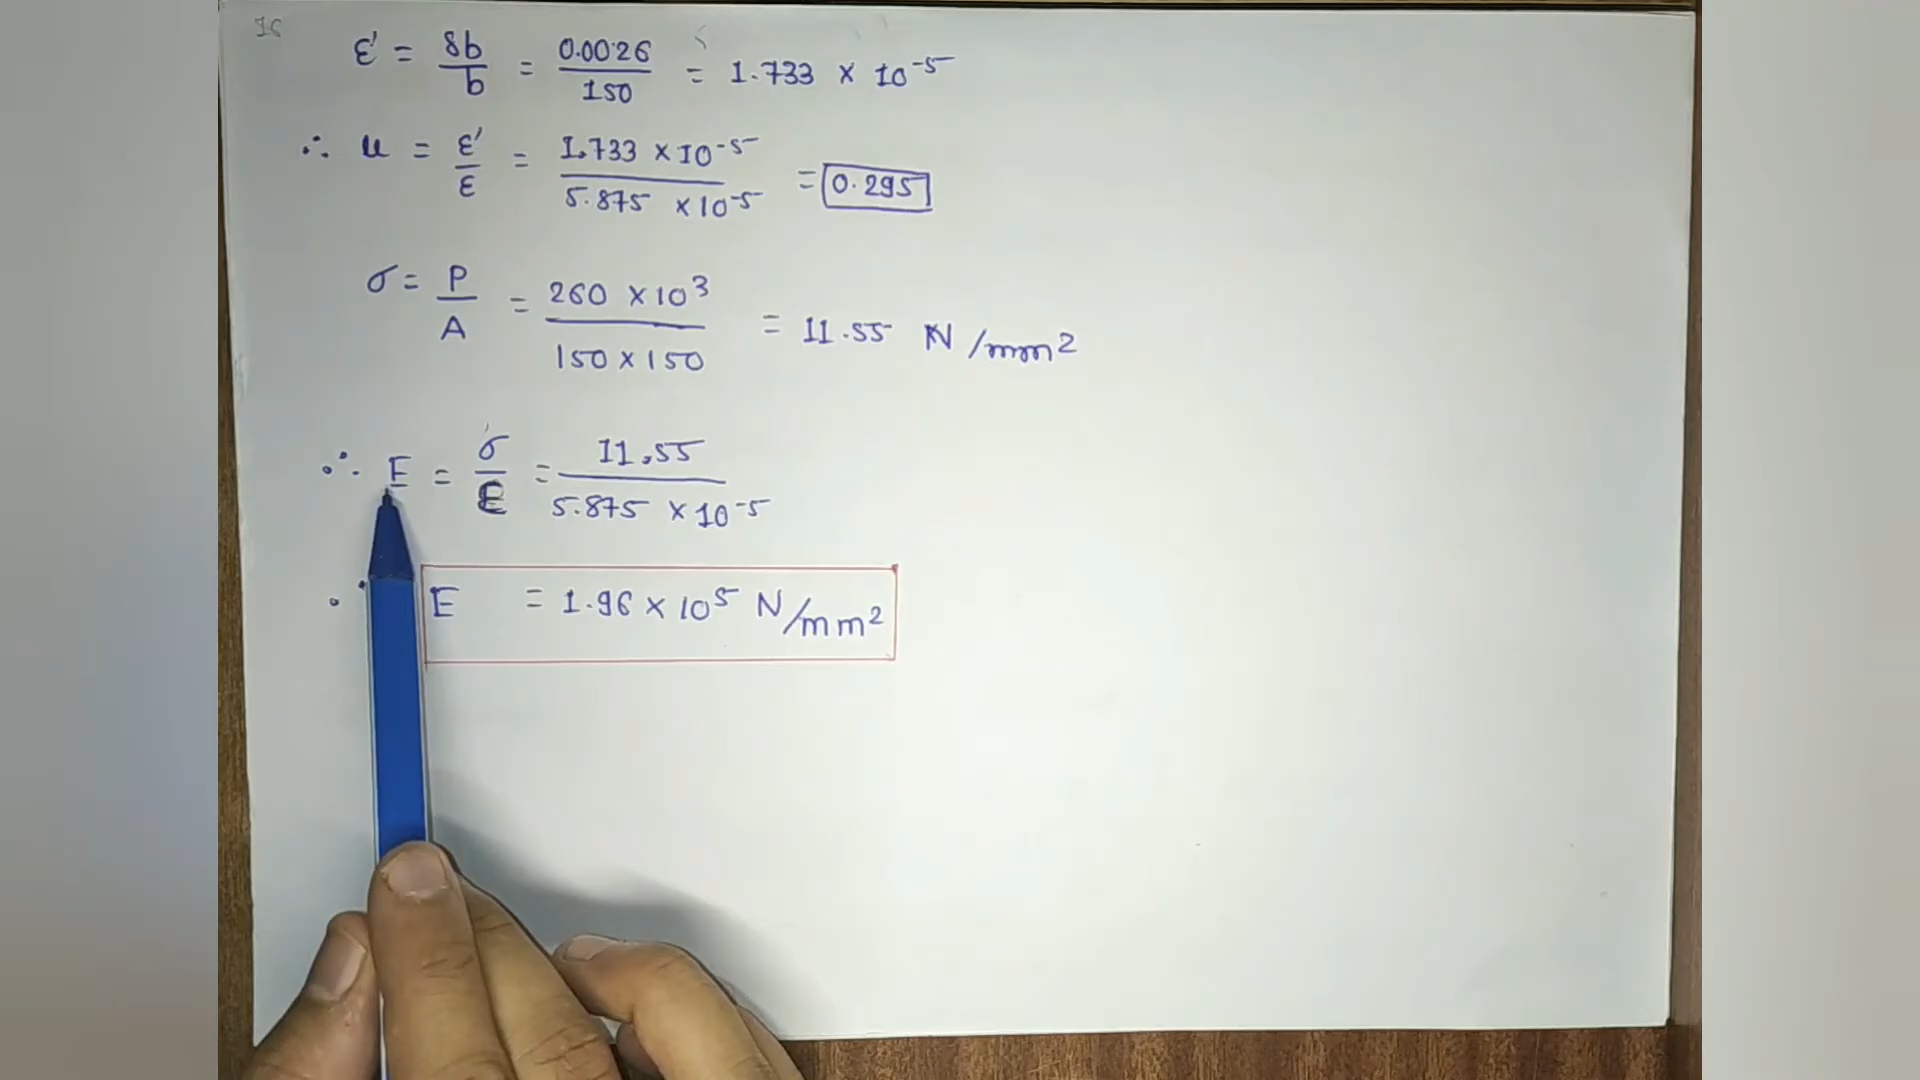 16
ε' = δb/b = 0.0026/150 = 1.733 × 10⁻⁵
∴ u = ε'/ε = 1.733 × 10⁻⁵/5.875 × 10⁻⁵ = 0.295
σ = P/A = 260 × 10³/150 × 150 = 11.55 N/mm²
∴ E = σ/ε = 11.55/5.875 × 10⁻⁵
E = 1.96 × 10⁵ N/mm²